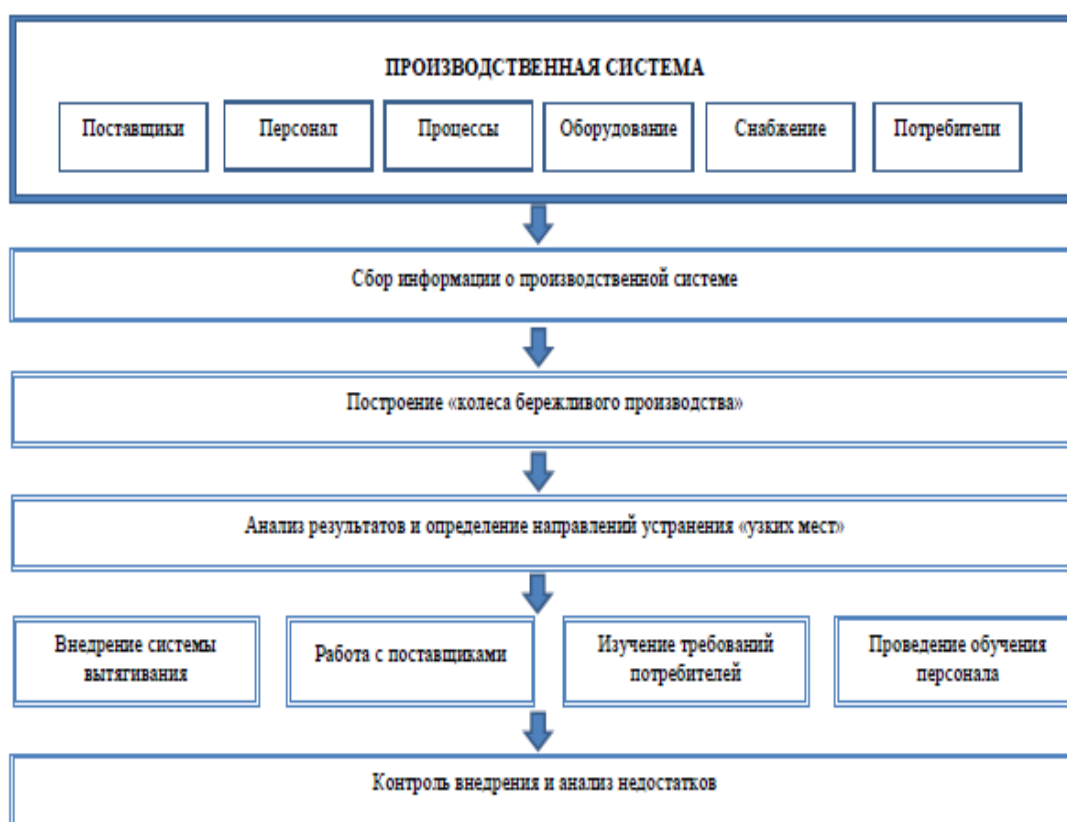 ПРОИЗВОДСТВЕННАЯ СИСТЕМА
Поставщики
Персонал
Процессы
Оборудование
Снабжение
Потребители
Сбор информации о производственной системе
Построение «колеса бережливого производства»
Анализ результатов и определение направлений устранения «узких мест»
Внедрение системы
вытягивания
Работа с поставщиками
Изучение требований
потребителей
Проведение обучения
персонала
Контроль внедрения и анализ недостатков